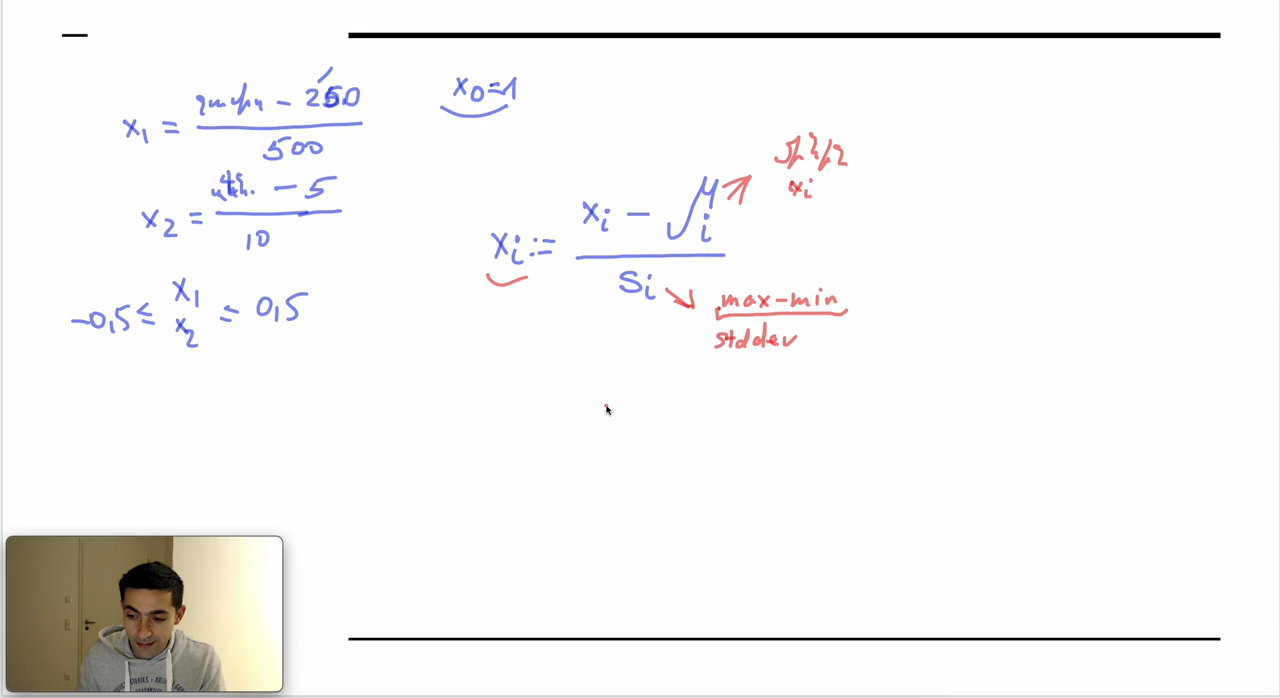 x₁ = (— − 250) / 500
x₂ = (— − 5) / 10
−0,5 ≤ x₁ x₂ ≤ 0,5
x₀=1
xᵢ := (xᵢ − μᵢ) / Sᵢ
xᵢ
max-min
stddev